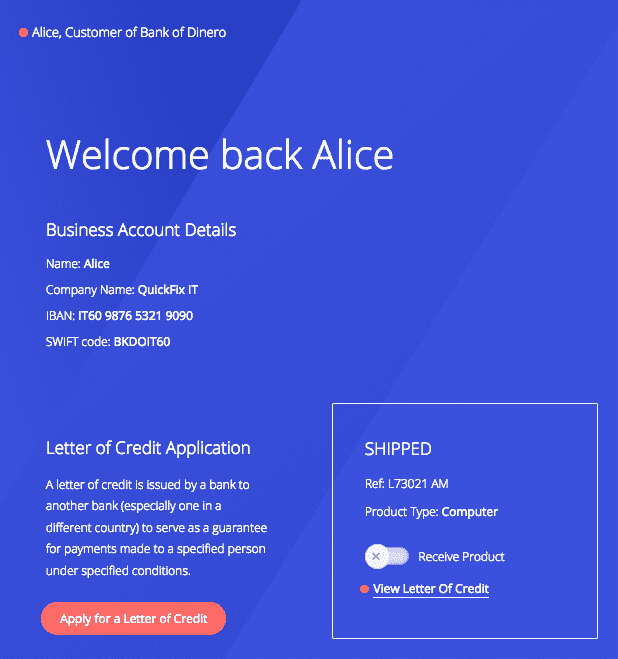 Alice, Customer of Bank of Dinero
Welcome back Alice
Business Account Details
Name: Alice
Company Name: QuickFix IT
IBAN: IT60 9876 5321 9090
SWIFT code: BKDOIT60
Letter of Credit Application
A letter of credit is issued by a bank to
another bank (especially one in a
different country) to serve as a guarantee
for payments made to a specified person
under specified conditions.
Apply for a Letter of Credit
SHIPPED
Ref: L73021 AM
Product Type: Computer
Receive Product
View Letter Of Credit